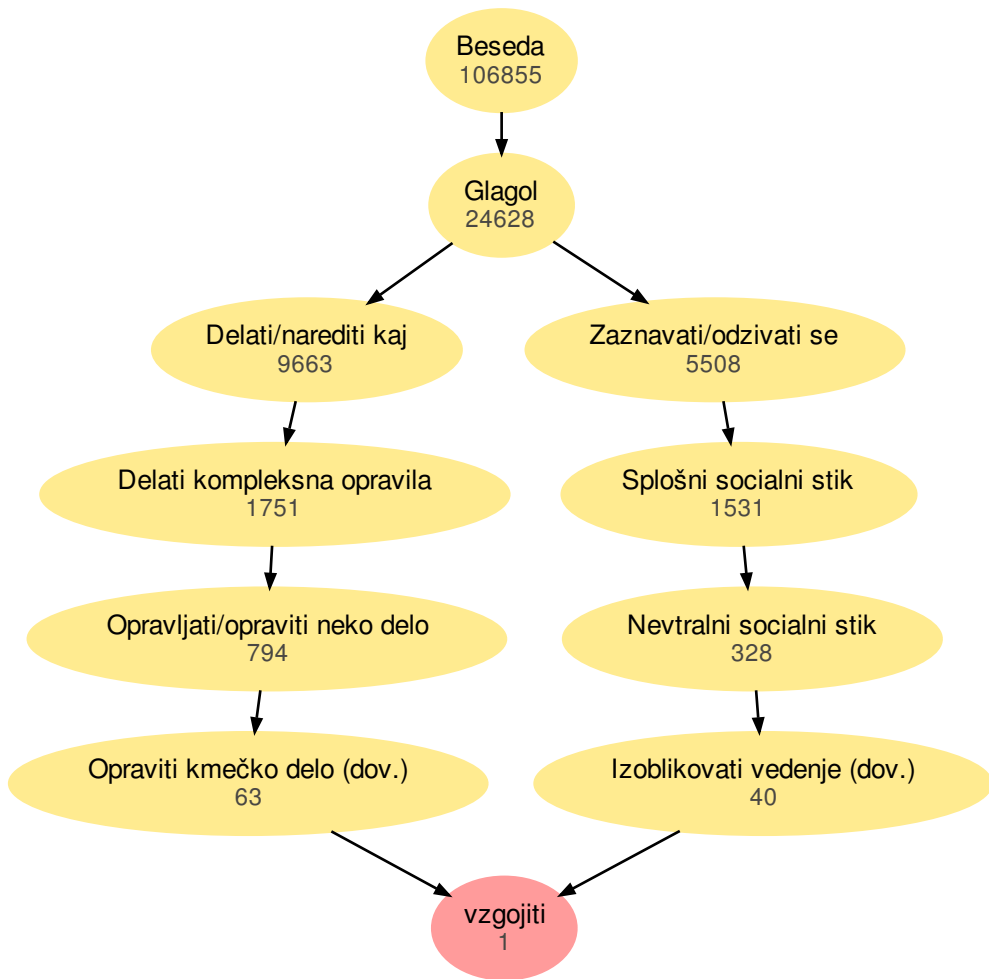 Beseda
106855
Glagol
24628
Delati/narediti kaj
9663
Zaznavati/odzivati se
5508
Delati kompleksna opravila
1751
Splošni socialni stik
1531
Opravljati/opraviti neko delo
794
Nevtralni socialni stik
328
Opraviti kmečko delo (dov.)
63
Izoblikovati vedenje (dov.)
40
vzgojiti
1